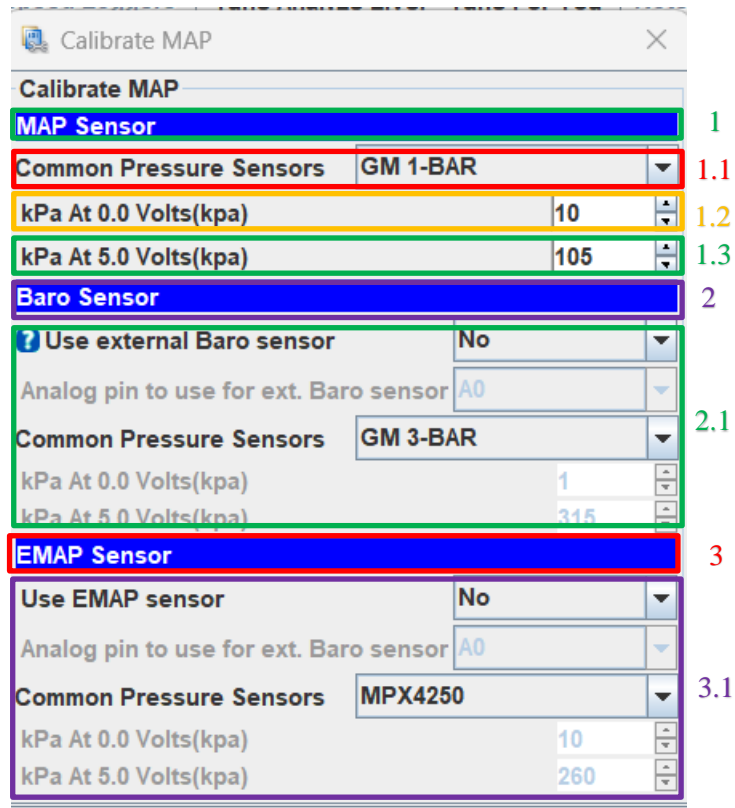 Calibrate MAP
Calibrate MAP
MAP Sensor 1
Common Pressure Sensors GM 1-BAR 1.1
kPa At 0.0 Volts(kpa) 10 1.2
kPa At 5.0 Volts(kpa) 105 1.3
Baro Sensor 2
Use external Baro sensor No
Analog pin to use for ext. Baro sensor A0
2.1
Common Pressure Sensors GM 3-BAR
kPa At 0.0 Volts(kpa) 1
kPa At 5.0 Volts(kpa) 315
EMAP Sensor 3
Use EMAP sensor No
Analog pin to use for ext. Baro sensor A0
Common Pressure Sensors MPX4250 3.1
kPa At 0.0 Volts(kpa) 10
kPa At 5.0 Volts(kpa) 260